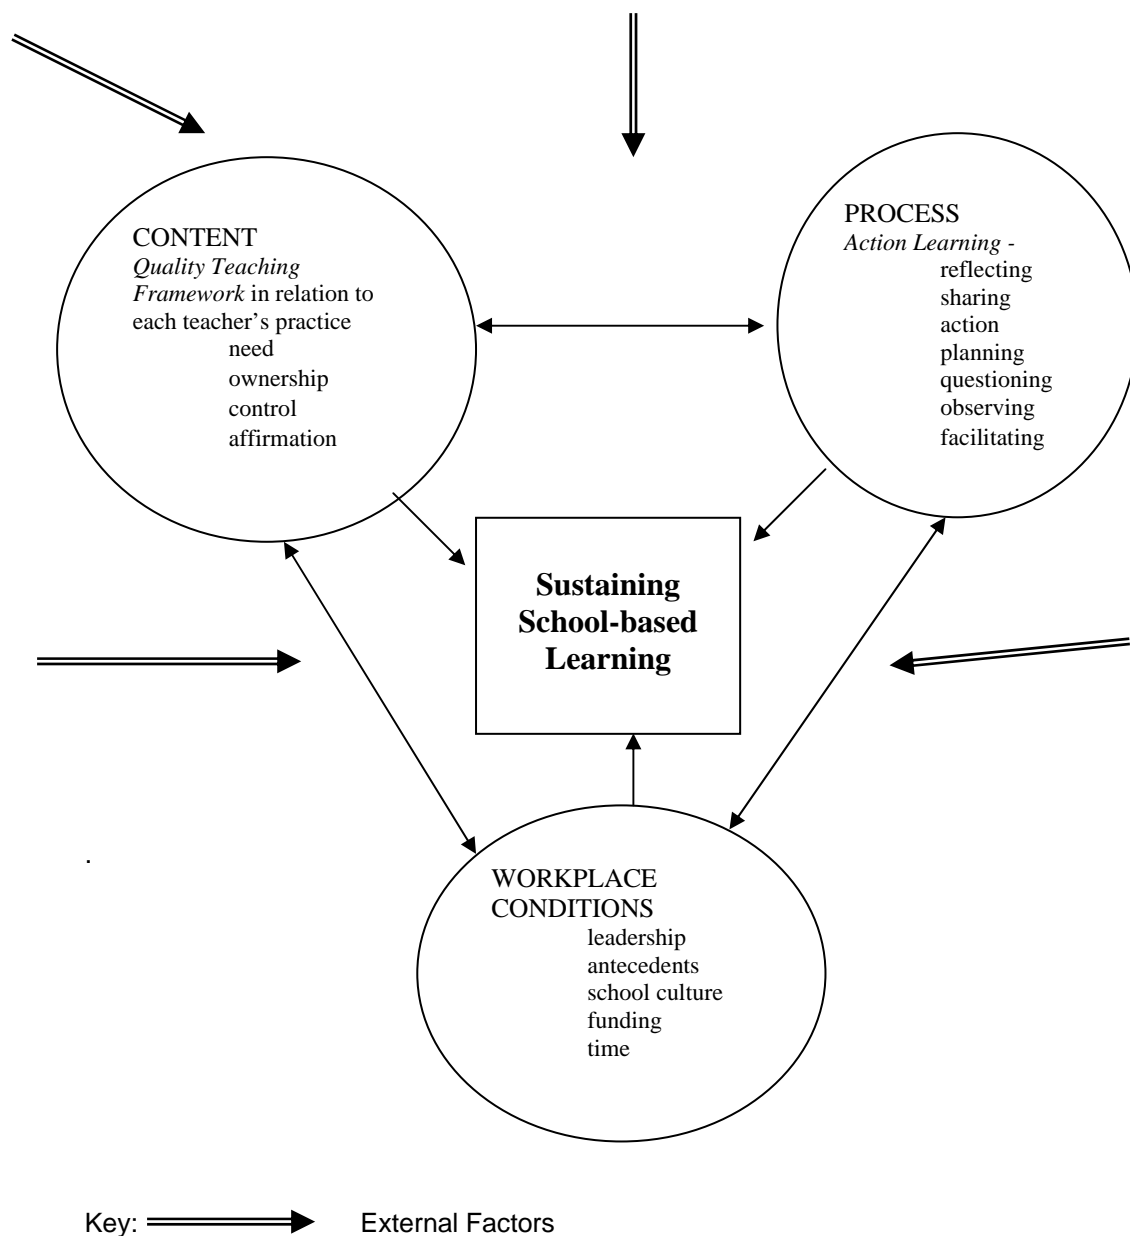 CONTENT
Quality Teaching
Framework in relation to
each teacher’s practice
need
ownership
control
affirmation
PROCESS
Action Learning -
reflecting
sharing
action
planning
questioning
observing
facilitating
Sustaining
School-based
Learning
.
WORKPLACE
CONDITIONS
leadership
antecedents
school culture
funding
time
Key: External Factors